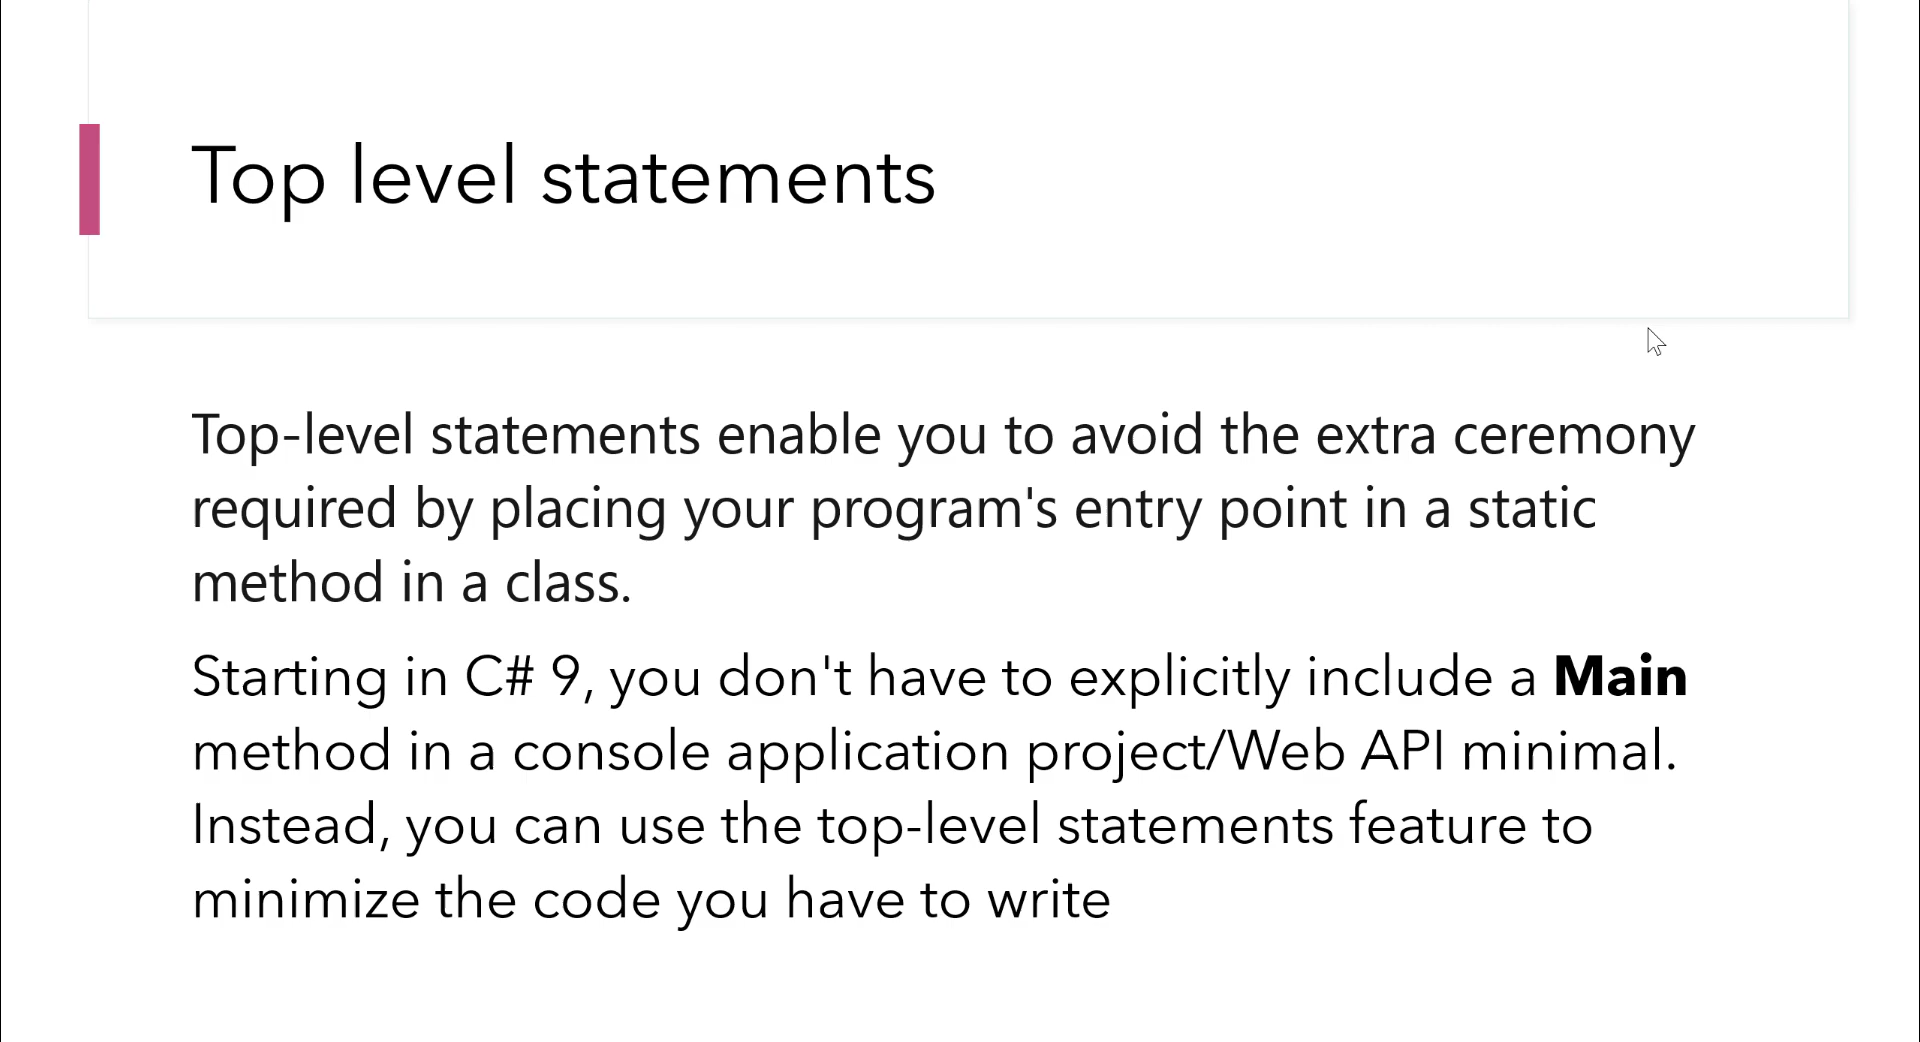 Top level statements
Top-level statements enable you to avoid the extra ceremony
required by placing your program's entry point in a static
method in a class.
Starting in C# 9, you don't have to explicitly include a Main
method in a console application project/Web API minimal.
Instead, you can use the top-level statements feature to
minimize the code you have to write